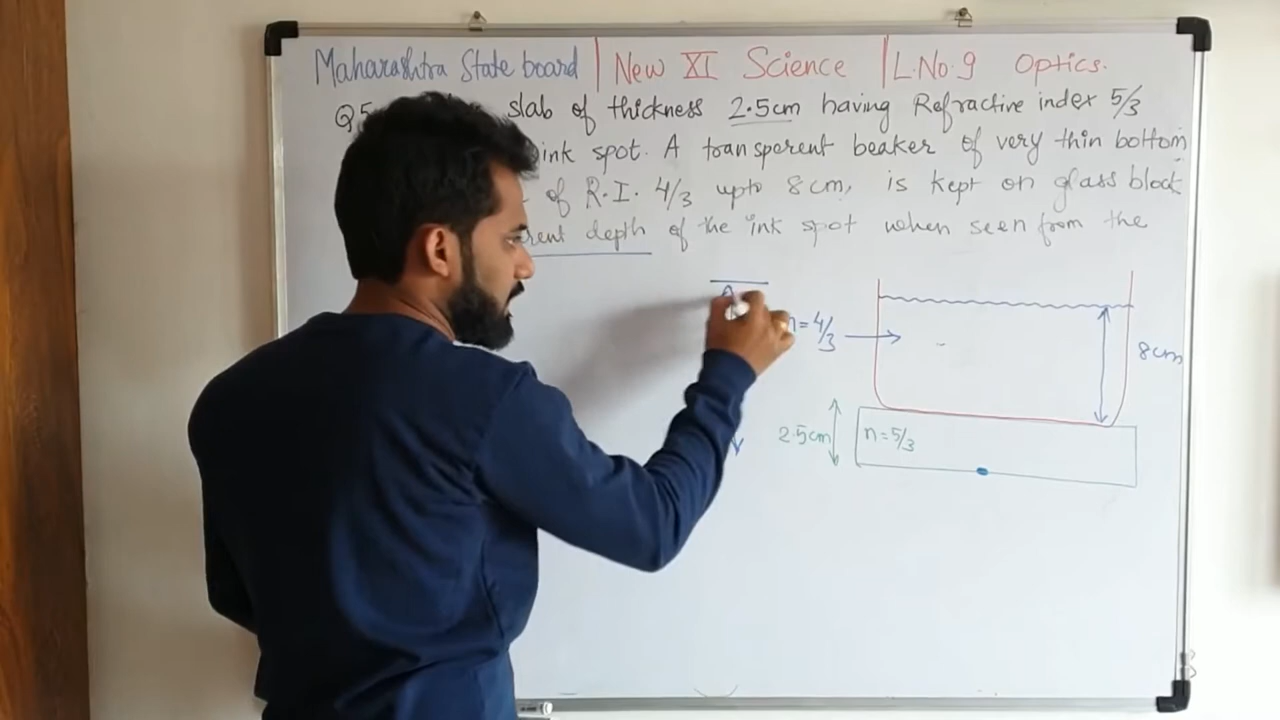 Maharashtra State board | New XI Science | L.No.9 Optics.
Q5 slab of thickness 2.5cm having Refractive index 5/3
ink spot. A transperent beaker of very thin bottom
of R.I. 4/3 upto 8cm, is kept on glass block
depth of the ink spot when seen from the
n=4/3
8cm
2.5cm
n=5/3